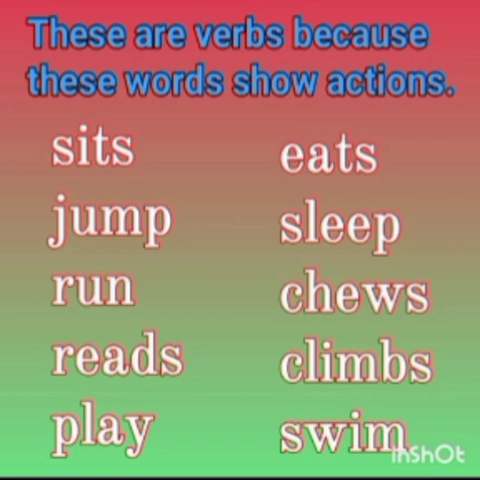 These are verbs because
these words show actions.
sits
jump
run
reads
play
eats
sleep
chews
climbs
swim
InShOt